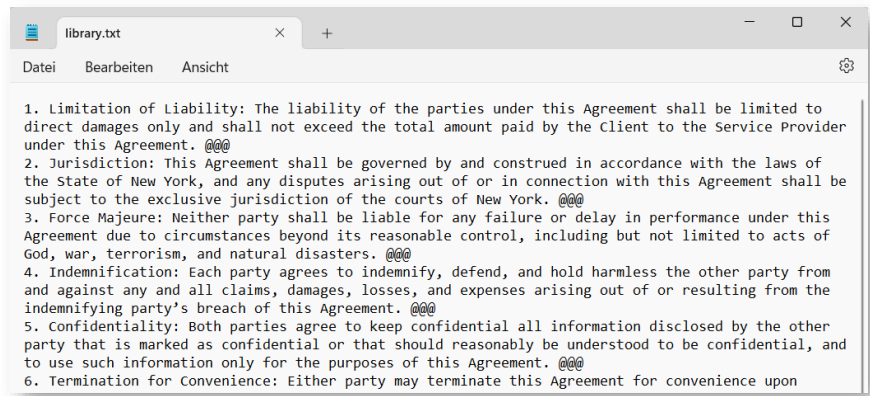 library.txt
Datei Bearbeiten Ansicht
1. Limitation of Liability: The liability of the parties under this Agreement shall be limited to
direct damages only and shall not exceed the total amount paid by the Client to the Service Provider
under this Agreement. @@@
2. Jurisdiction: This Agreement shall be governed by and construed in accordance with the laws of
the State of New York, and any disputes arising out of or in connection with this Agreement shall be
subject to the exclusive jurisdiction of the courts of New York. @@@
3. Force Majeure: Neither party shall be liable for any failure or delay in performance under this
Agreement due to circumstances beyond its reasonable control, including but not limited to acts of
God, war, terrorism, and natural disasters. @@@
4. Indemnification: Each party agrees to indemnify, defend, and hold harmless the other party from
and against any and all claims, damages, losses, and expenses arising out of or resulting from the
indemnifying party’s breach of this Agreement. @@@
5. Confidentiality: Both parties agree to keep confidential all information disclosed by the other
party that is marked as confidential or that should reasonably be understood to be confidential, and
to use such information only for the purposes of this Agreement. @@@
6. Termination for Convenience: Either party may terminate this Agreement for convenience upon